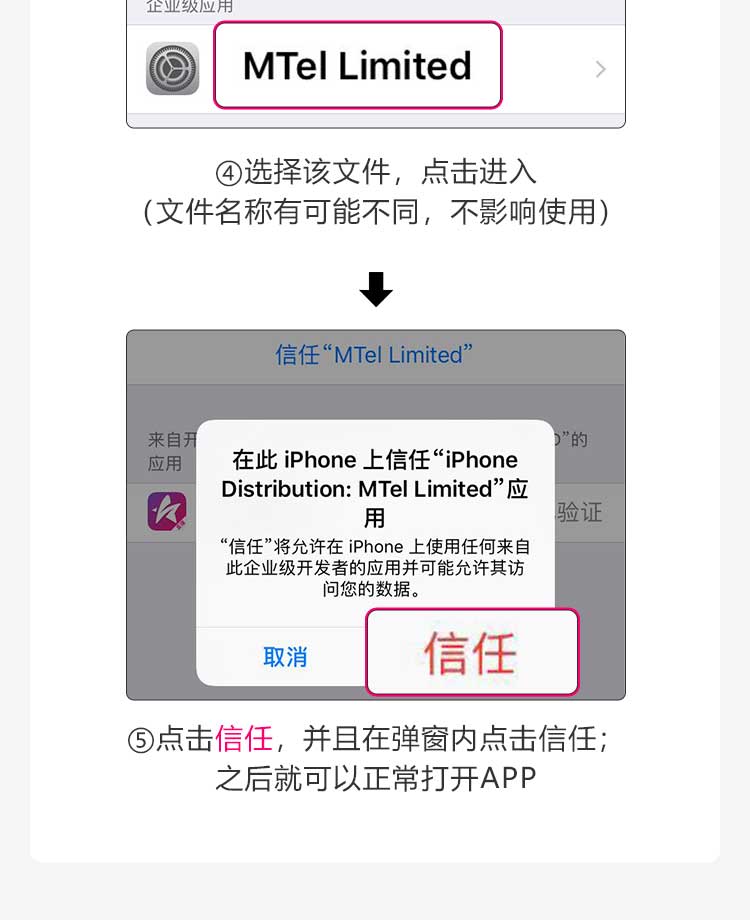 企业级应用
MTel Limited
④选择该文件，点击进入
（文件名称有可能不同，不影响使用）
信任“MTel Limited”
来自开
”的
应用
在此 iPhone 上信任“iPhone
Distribution: MTel Limited”应
用
“信任”将允许在 iPhone 上使用任何来自
此企业级开发者的应用并可能允许其访
问您的数据。
验证
取消
信任
⑤点击信任，并且在弹窗内点击信任；
之后就可以正常打开APP